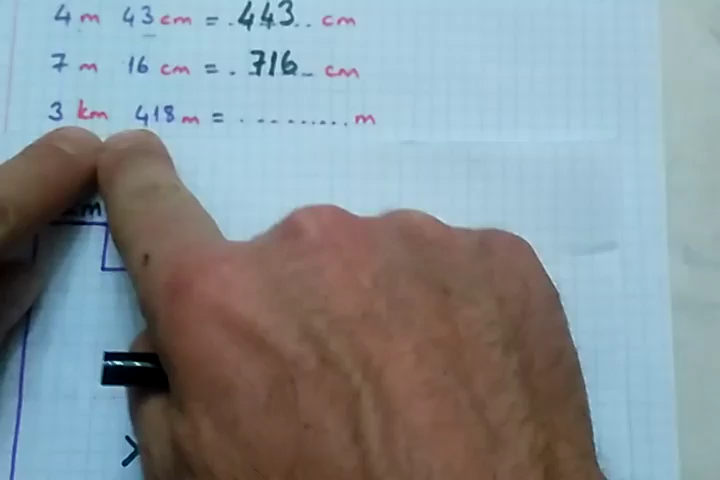 4 m 43 cm = .443.. cm
7 m 16 cm = . 716.. cm
3 km 418 m = .......... m